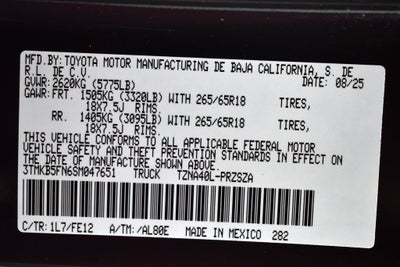 MFD.BY: TOYOTA MOTOR MANUFACTURING DE BAJA CALIFORNIA, S. DE
R.L. DE C.V. DATE: 08/25
GVWR: 2620KG (5775LB)
GAWR: FRT. 1505KG (3320LB) WITH 265/65R18 TIRES,
18X7.5J RIMS.
RR. 1405KG (3095LB) WITH 265/65R18 TIRES,
18X7.5J RIMS.
THIS VEHICLE CONFORMS TO ALL APPLICABLE FEDERAL MOTOR
VEHICLE SAFETY AND THEFT PREVENTION STANDARDS IN EFFECT ON
THE DATE OF MANUFACTURE SHOWN ABOVE.
3TMKB5FN6SM047651 TRUCK TZNA40L-PRZSZA
C/TR: 1L7/FE12 A/TM: /AL80E MADE IN MEXICO 282